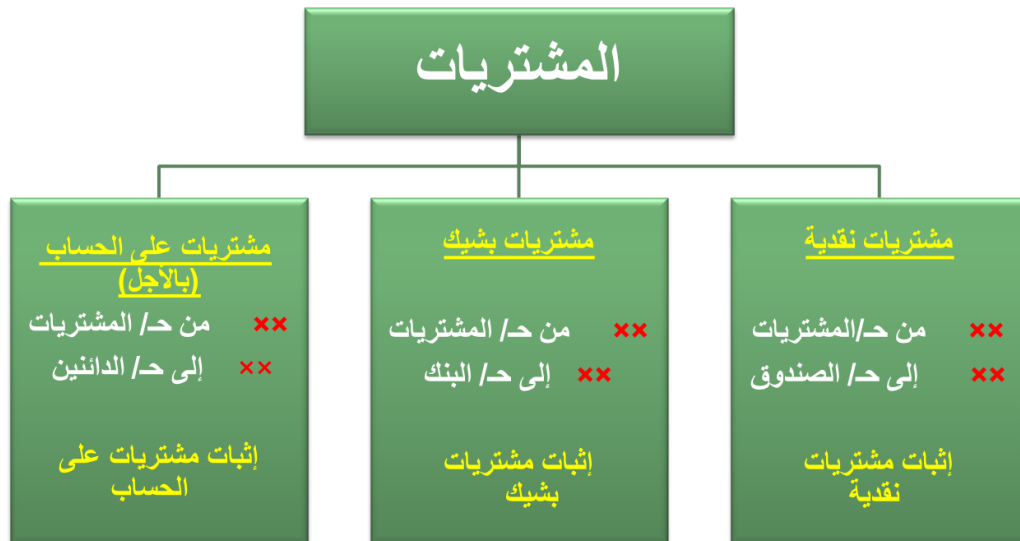 المشتريات
مشتريات نقدية
×× من حـ/المشتريات
×× إلى حـ/ الصندوق
إثبات مشتريات
نقدية
مشتريات بشيك
×× من حـ/ المشتريات
×× إلى حـ/ البنك
إثبات مشتريات
بشيك
مشتريات على الحساب
(بالأجل)
×× من حـ/ المشتريات
×× إلى حـ/ الدائنين
إثبات مشتريات على
الحساب